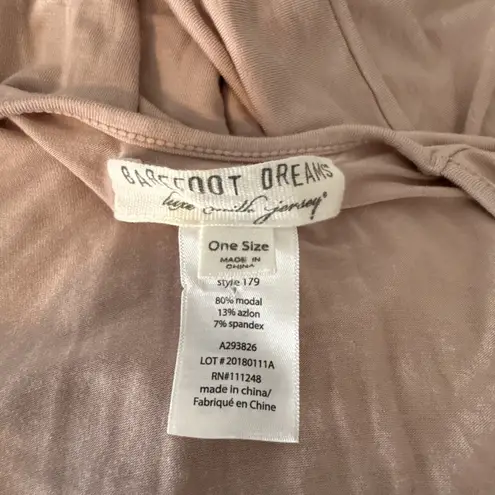 BAREFOOT DREAMS
luxe milk jersey®
One Size
MADE IN
CHINA
style 179
80% modal
13% azlon
7% spandex
A293826
LOT#20180111A
RN#111248
made in china/
Fabriqué en Chine